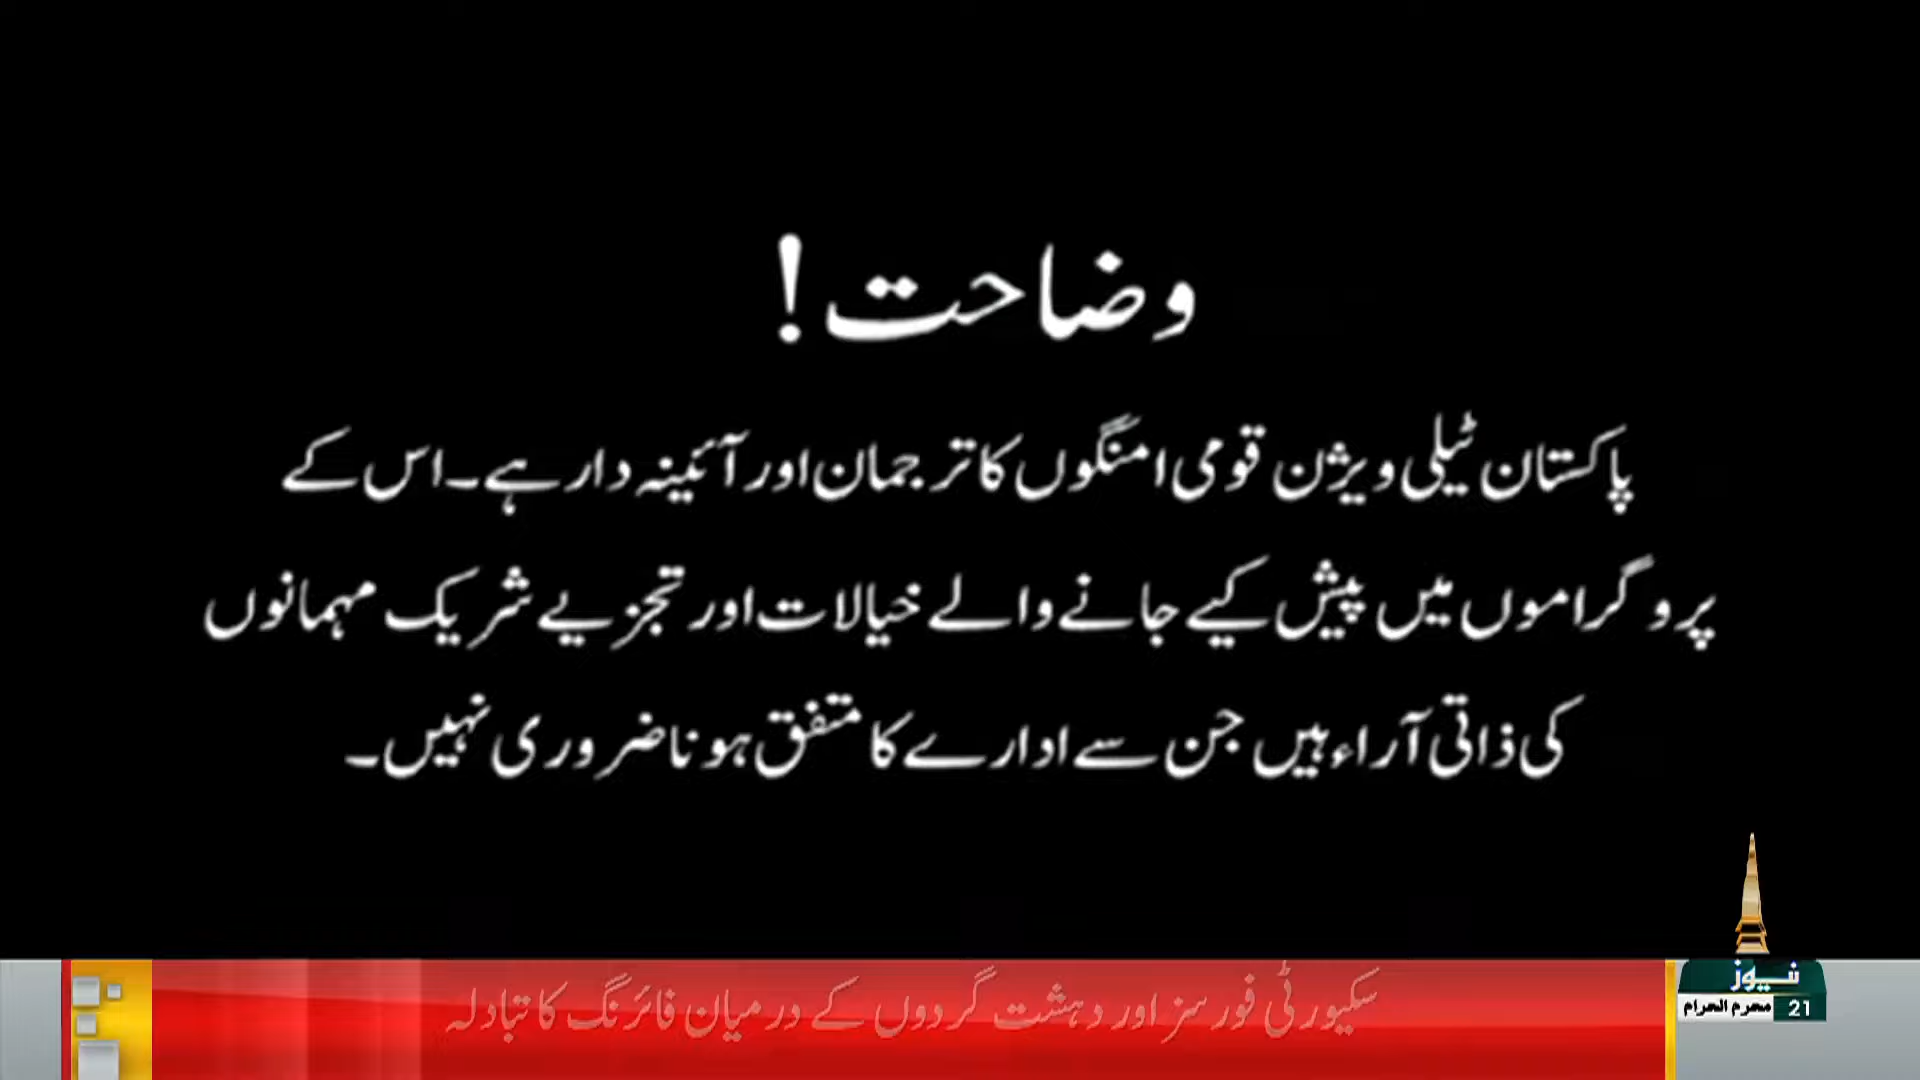 وضاحت!
پاکستان ٹیلی ویژن قومی امنگوں کا ترجمان اور آئینہ دار ہے۔ اس کے
پروگراموں میں پیش کیے جانے والے خیالات اور تجزیے شریک مہمانوں
کی ذاتی آراء ہیں جن سے ادارے کا متفق ہونا ضروری نہیں۔
نیوز
21 محرم الحرام
سکیورٹی فورسز اور دہشت گردوں کے درمیان فائرنگ کا تبادلہ